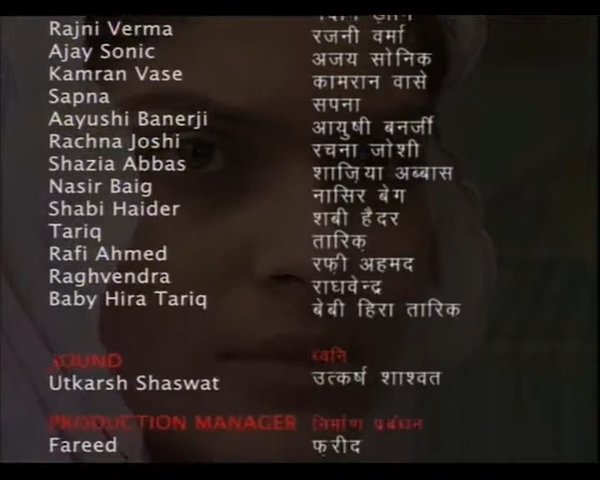 Rajni Verma रजनी वर्मा
Ajay Sonic अजय सोनिक
Kamran Vase कामरान वासे
Sapna सपना
Aayushi Banerji आयुषी बनर्जी
Rachna Joshi रचना जोशी
Shazia Abbas शाज़िया अब्बास
Nasir Baig नासिर बेग
Shabi Haider शबी हैदर
Tariq तारिक़
Rafi Ahmed रफ़ी अहमद
Raghvendra राघवेन्द्र
Baby Hira Tariq बेबी हिरा तारिक
SOUND ध्वनि
Utkarsh Shaswat उत्कर्ष शाश्वत
PRODUCTION MANAGER निर्माण प्रबंधन
Fareed फ़रीद